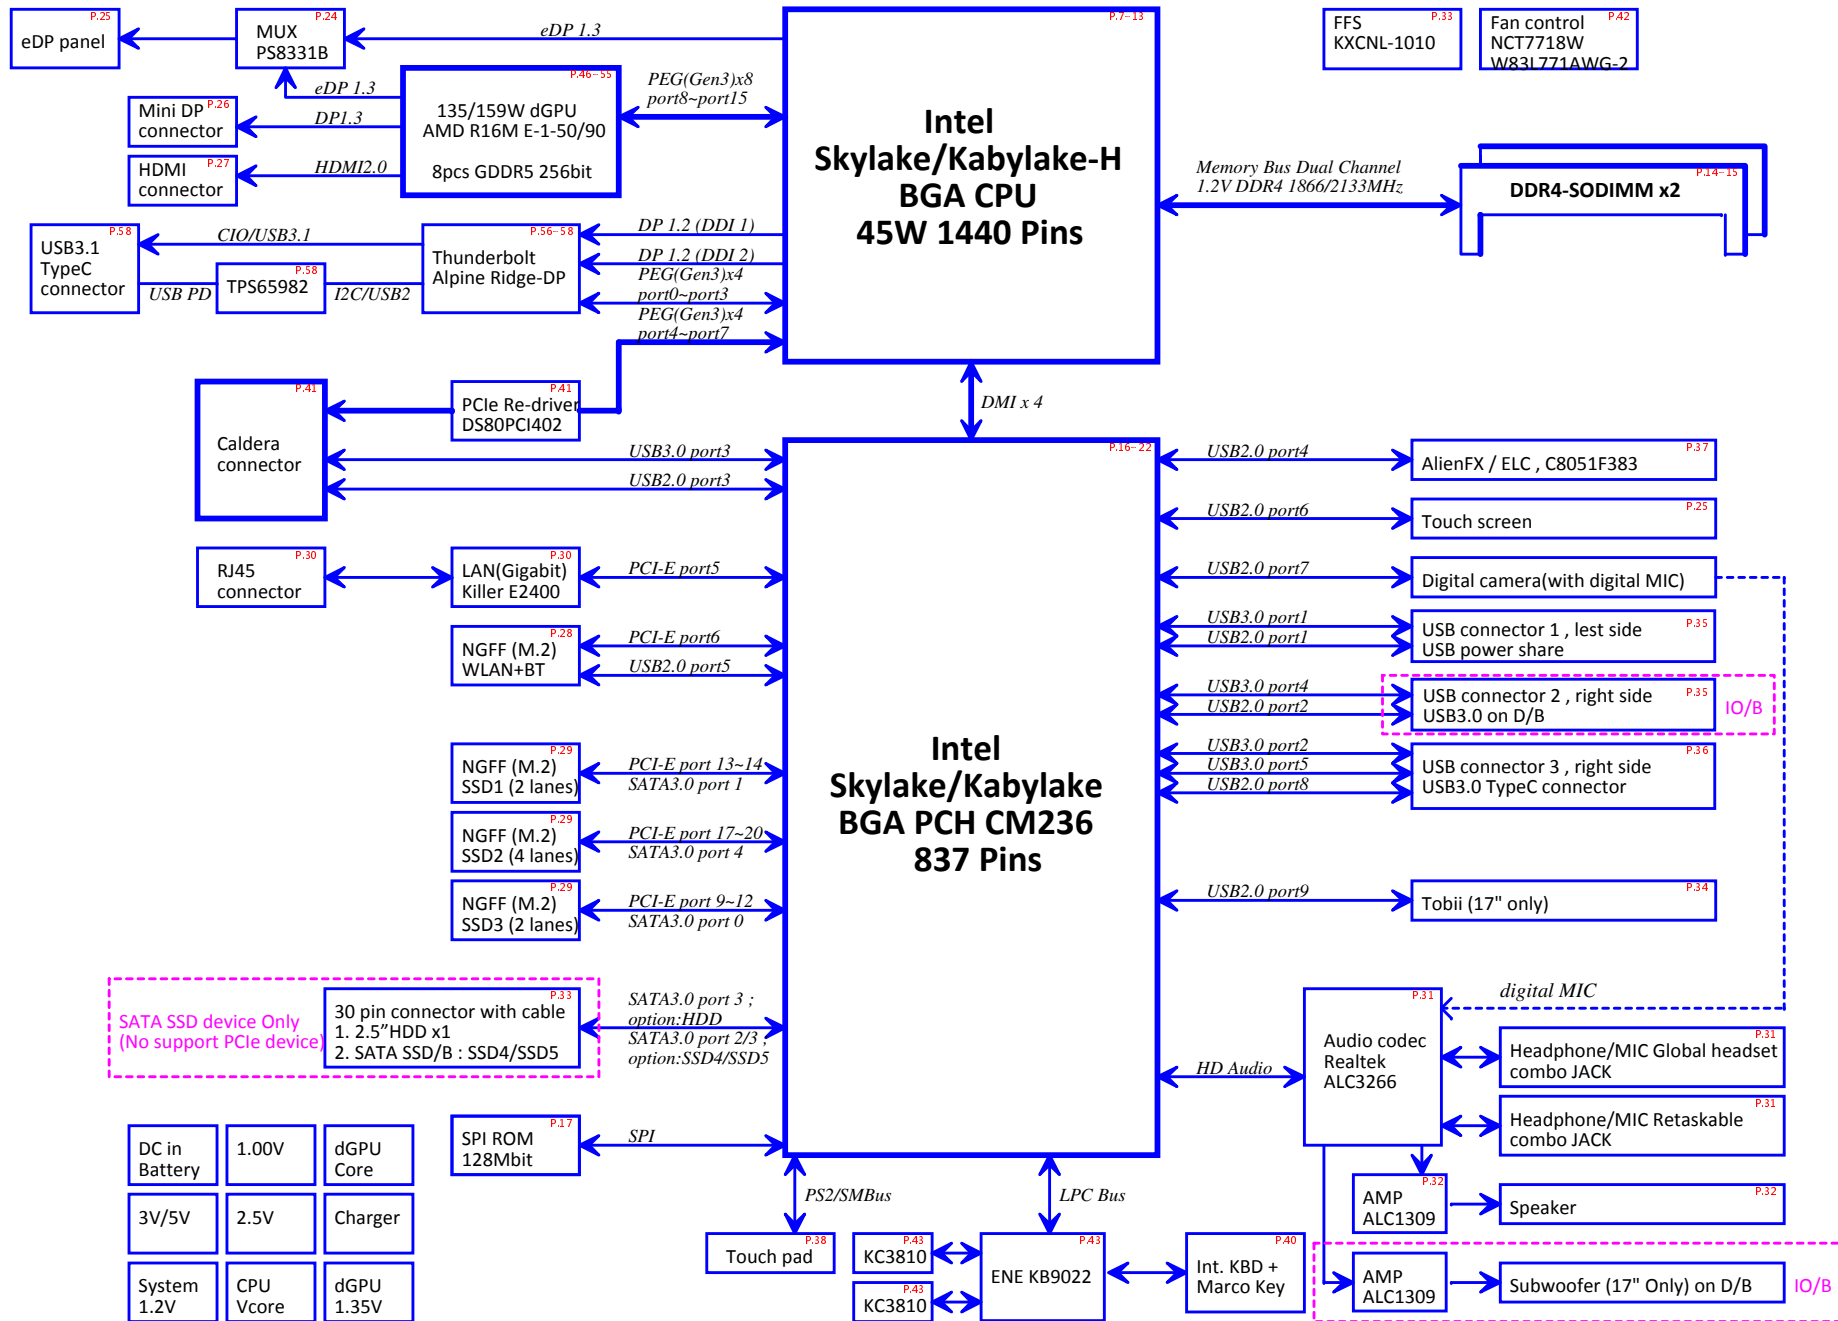 P.25
eDP panel
P.24
MUX
PS8331B
eDP 1.3
P.7~13
Intel
Skylake/Kabylake-H
BGA CPU
45W 1440 Pins
P.33
FFS
KXCNL-1010
P.42
Fan control
NCT7718W
W83L771AWG-2
eDP 1.3
P.46~55
135/159W dGPU
AMD R16M E-1-50/90
8pcs GDDR5 256bit
PEG(Gen3)x8
port8~port15
P.26
Mini DP
connector
DP1.3
P.27
HDMI
connector
HDMI2.0
Memory Bus Dual Channel
1.2V DDR4 1866/2133MHz
P.14~15
DDR4-SODIMM x2
P.58
USB3.1
TypeC
connector
CIO/USB3.1
USB PD
P.58
TPS65982
I2C/USB2
P.56~58
Thunderbolt
Alpine Ridge-DP
DP 1.2 (DDI 1)
DP 1.2 (DDI 2)
PEG(Gen3)x4
port0~port3
PEG(Gen3)x4
port4~port7
P.41
Caldera
connector
P.41
PCIe Re-driver
DS80PCI402
DMI x 4
USB3.0 port3
USB2.0 port3
P.16~22
Intel
Skylake/Kabylake
BGA PCH CM236
837 Pins
USB2.0 port4
P.37
AlienFX / ELC , C8051F383
USB2.0 port6
P.25
Touch screen
P.30
RJ45
connector
P.30
LAN(Gigabit)
Killer E2400
PCI-E port5
USB2.0 port7
Digital camera(with digital MIC)
P.28
NGFF (M.2)
WLAN+BT
PCI-E port6
USB2.0 port5
USB3.0 port1
USB2.0 port1
P.35
USB connector 1 , lest side
USB power share
USB3.0 port4
USB2.0 port2
P.35
USB connector 2 , right side
USB3.0 on D/B
IO/B
P.29
NGFF (M.2)
SSD1 (2 lanes)
PCI-E port 13~14
SATA3.0 port 1
USB3.0 port2
USB3.0 port5
USB2.0 port8
P.36
USB connector 3 , right side
USB3.0 TypeC connector
P.29
NGFF (M.2)
SSD2 (4 lanes)
PCI-E port 17~20
SATA3.0 port 4
P.29
NGFF (M.2)
SSD3 (2 lanes)
PCI-E port 9~12
SATA3.0 port 0
USB2.0 port9
P.34
Tobii (17" only)
SATA SSD device Only
(No support PCIe device)
P.33
30 pin connector with cable
1. 2.5”HDD x1
2. SATA SSD/B : SSD4/SSD5
SATA3.0 port 3 ;
option:HDD
SATA3.0 port 2/3 ,
option:SSD4/SSD5
digital MIC
HD Audio
P.31
Audio codec
Realtek
ALC3266
P.31
Headphone/MIC Global headset
combo JACK
P.31
Headphone/MIC Retaskable
combo JACK
P.17
SPI ROM
128Mbit
SPI
DC in
Battery
1.00V
dGPU
Core
3V/5V
2.5V
Charger
System
1.2V
CPU
Vcore
dGPU
1.35V
PS2/SMBus
LPC Bus
P.38
Touch pad
P.43
KC3810
P.43
KC3810
P.43
ENE KB9022
P.40
Int. KBD +
Marco Key
P.32
AMP
ALC1309
P.32
Speaker
AMP
ALC1309
Subwoofer (17" Only) on D/B
IO/B